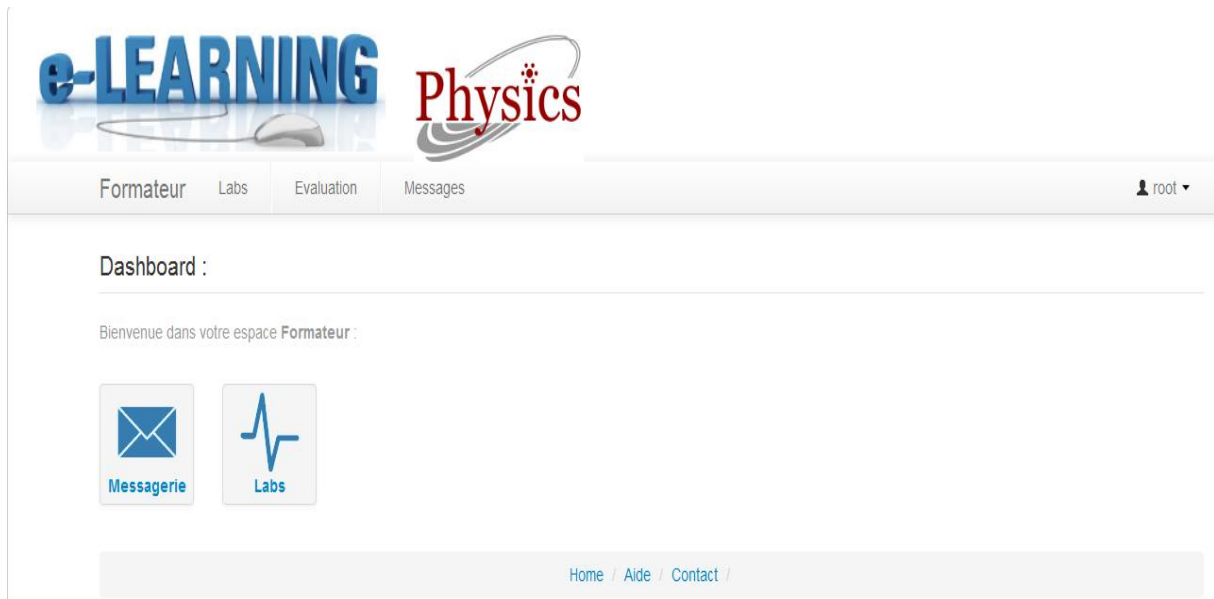 e-LEARNING
Physics
Formateur Labs Evaluation Messages root
Dashboard :
Bienvenue dans votre espace Formateur :
Messagerie Labs
Home / Aide / Contact /